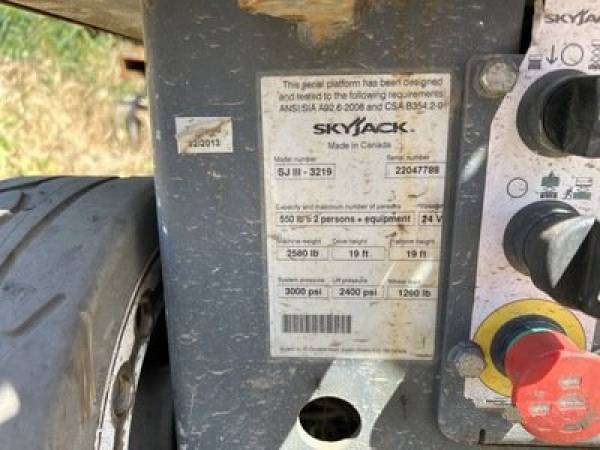 SKYJACK
02/2013
This aerial platform has been designed
and tested to the following requirements:
ANSI/SIA A92.6-2006 and CSA B354.2-01
SKYJACK
Made in Canada
Model number Serial number
SJ III - 3219 22047788
Capacity and maximum number of persons
550 lb's 2 persons + equipment 24 V
Machine weight Drive height Platform height
2580 lb 19 ft 19 ft
System pressure Lift pressure Wheel load
3000 psi 2400 psi 1260 lb